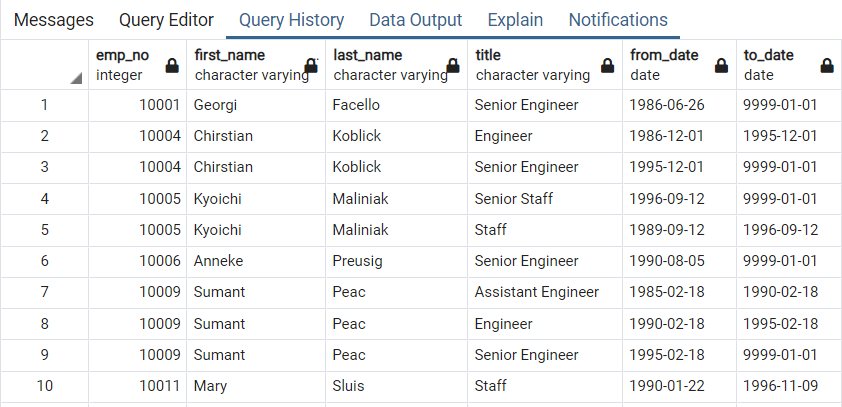 Messages Query Editor Query History Data Output Explain Notifications
emp_no first_name last_name title from_date to_date
integer character varying character varying character varying date date
1 10001 Georgi Facello Senior Engineer 1986-06-26 9999-01-01
2 10004 Chirstian Koblick Engineer 1986-12-01 1995-12-01
3 10004 Chirstian Koblick Senior Engineer 1995-12-01 9999-01-01
4 10005 Kyoichi Maliniak Senior Staff 1996-09-12 9999-01-01
5 10005 Kyoichi Maliniak Staff 1989-09-12 1996-09-12
6 10006 Anneke Preusig Senior Engineer 1990-08-05 9999-01-01
7 10009 Sumant Peac Assistant Engineer 1985-02-18 1990-02-18
8 10009 Sumant Peac Engineer 1990-02-18 1995-02-18
9 10009 Sumant Peac Senior Engineer 1995-02-18 9999-01-01
10 10011 Mary Sluis Staff 1990-01-22 1996-11-09